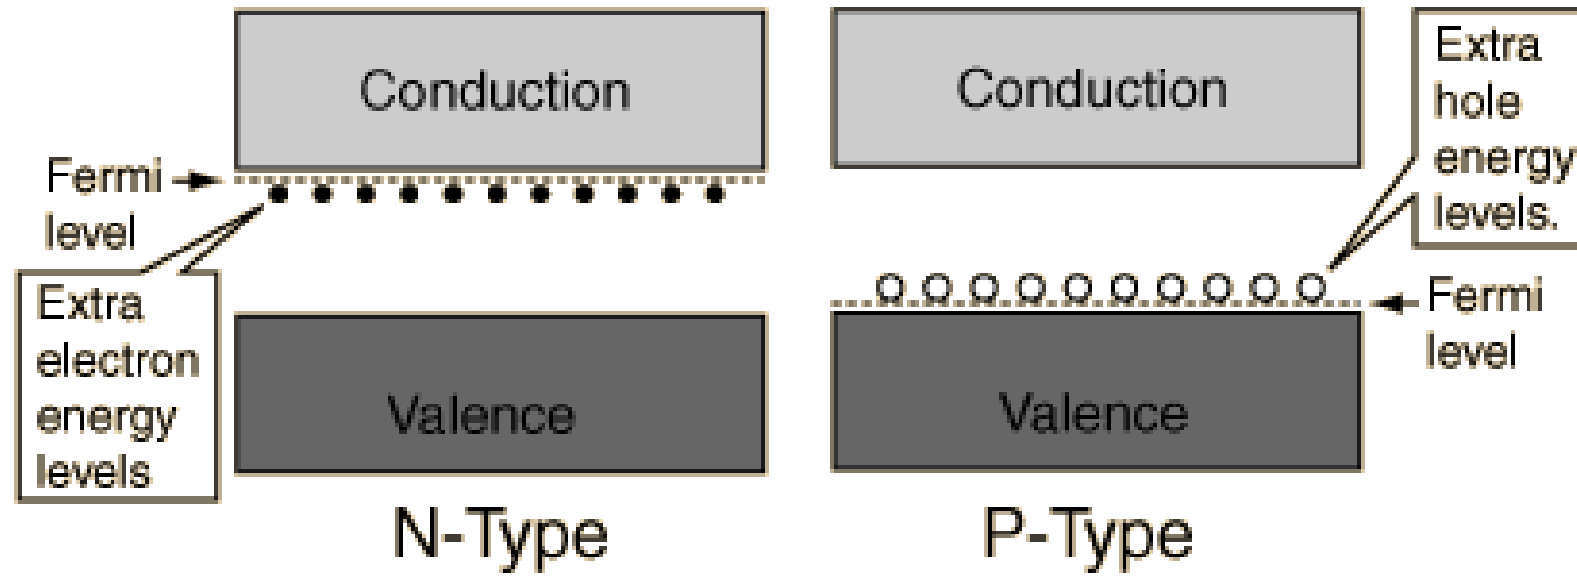 Conduction
Fermi
level
Extra
electron
energy
levels
Valence
N-Type
Conduction
Extra
hole
energy
levels.
Fermi
level
Valence
P-Type